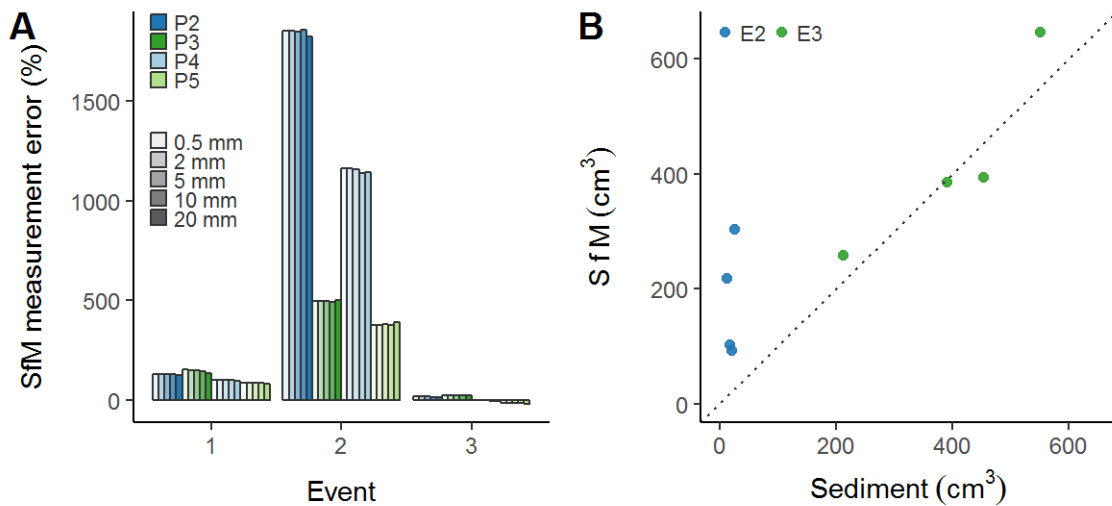 A
SfM measurement error (%)
P2
P3
P4
P5
0.5 mm
2 mm
5 mm
10 mm
20 mm
1500
1000
500
0
1
2
3
Event
B
E2
E3
SfM (cm³)
600
400
200
0
0
200
400
600
Sediment (cm³)